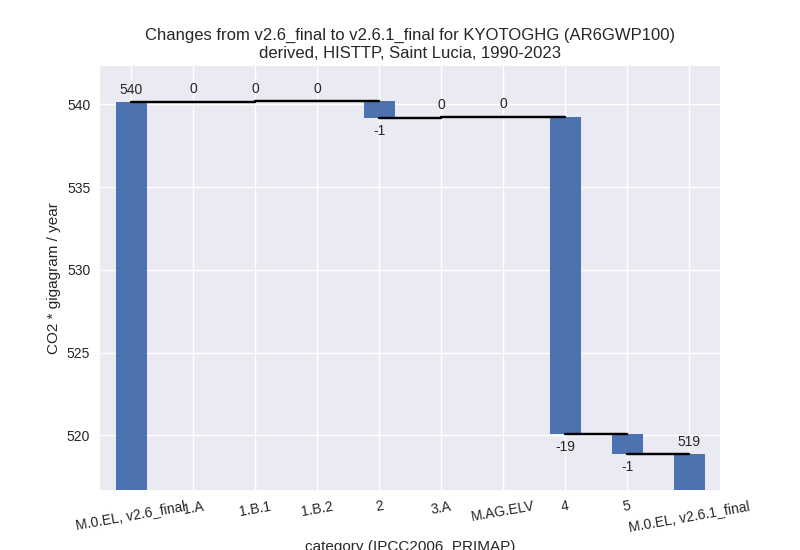 Changes from v2.6_final to v2.6.1_final for KYOTOGHG (AR6GWP100)
derived, HISTTP, Saint Lucia, 1990-2023
540 0 0 0 -1 0 0 -19 -1 519
CO2 * gigagram / year
540
535
530
525
520
M.0.EL, v2.6_final 1.A 1.B.1 1.B.2 2 3.A M.AG.ELV 4 5 M.0.EL, v2.6.1_final
category (IPCC2006_PRIMAP)